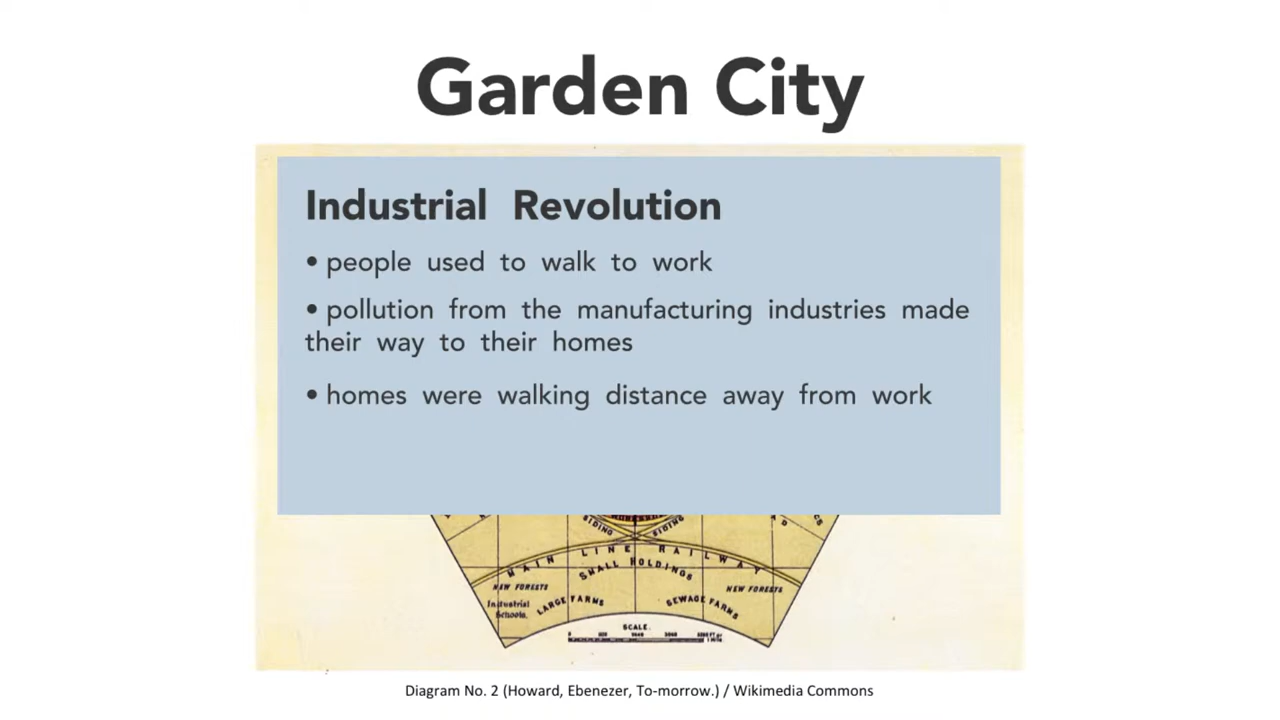 Garden City
Industrial Revolution
• people used to walk to work
• pollution from the manufacturing industries made
their way to their homes
• homes were walking distance away from work
SIDING SIDING
MAIN LINE RAILWAY
SMALL HOLDINGS
NEW FORESTS NEW FORESTS
Industrial
Schools.
LARGE FARMS SEWAGE FARMS
SCALE.
Diagram No. 2 (Howard, Ebenezer, To-morrow.) / Wikimedia Commons